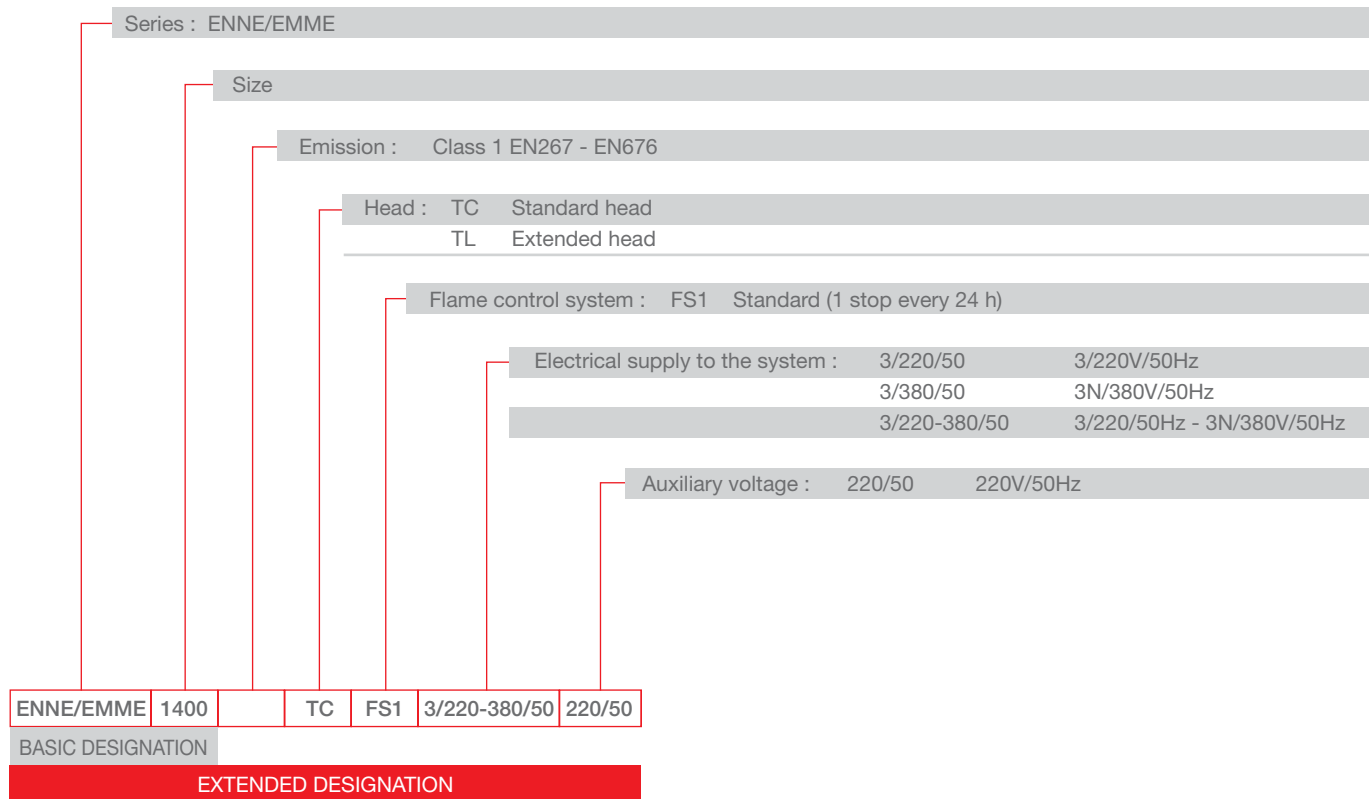 Series : ENNE/EMME
Size
Emission : Class 1 EN267 - EN676
Head : TC Standard head
TL Extended head
Flame control system : FS1 Standard (1 stop every 24 h)
Electrical supply to the system : 3/220/50 3/220V/50Hz
3/380/50 3N/380V/50Hz
3/220-380/50 3/220/50Hz - 3N/380V/50Hz
Auxiliary voltage : 220/50 220V/50Hz
ENNE/EMME 1400 TC FS1 3/220-380/50 220/50
BASIC DESIGNATION
EXTENDED DESIGNATION